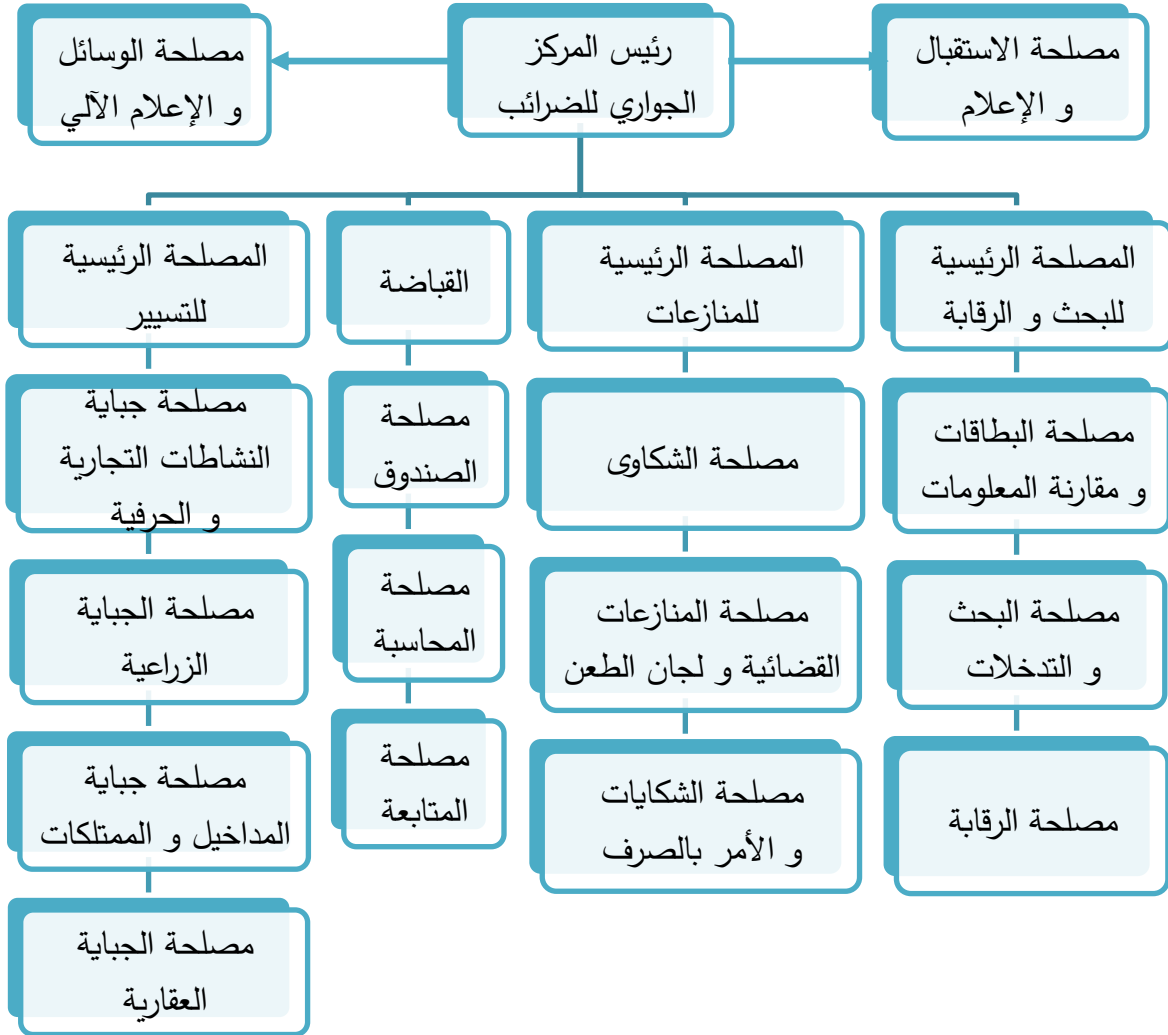 مصلحة الاستقبال
و الإعلام
رئيس المركز
الجواري للضرائب
مصلحة الوسائل
و الإعلام الآلي
المصلحة الرئيسية
للبحث و الرقابة
مصلحة البطاقات
و مقارنة المعلومات
مصلحة البحث
و التدخلات
مصلحة الرقابة
المصلحة الرئيسية
للمنازعات
مصلحة الشكاوى
مصلحة المنازعات
القضائية و لجان الطعن
مصلحة الشكايات
و الأمر بالصرف
القباضة
مصلحة
الصندوق
مصلحة
المحاسبة
مصلحة
المتابعة
المصلحة الرئيسية
للتسيير
مصلحة جباية
النشاطات التجارية
و الحرفية
مصلحة الجباية
الزراعية
مصلحة جباية
المداخيل و الممتلكات
مصلحة الجباية
العقارية